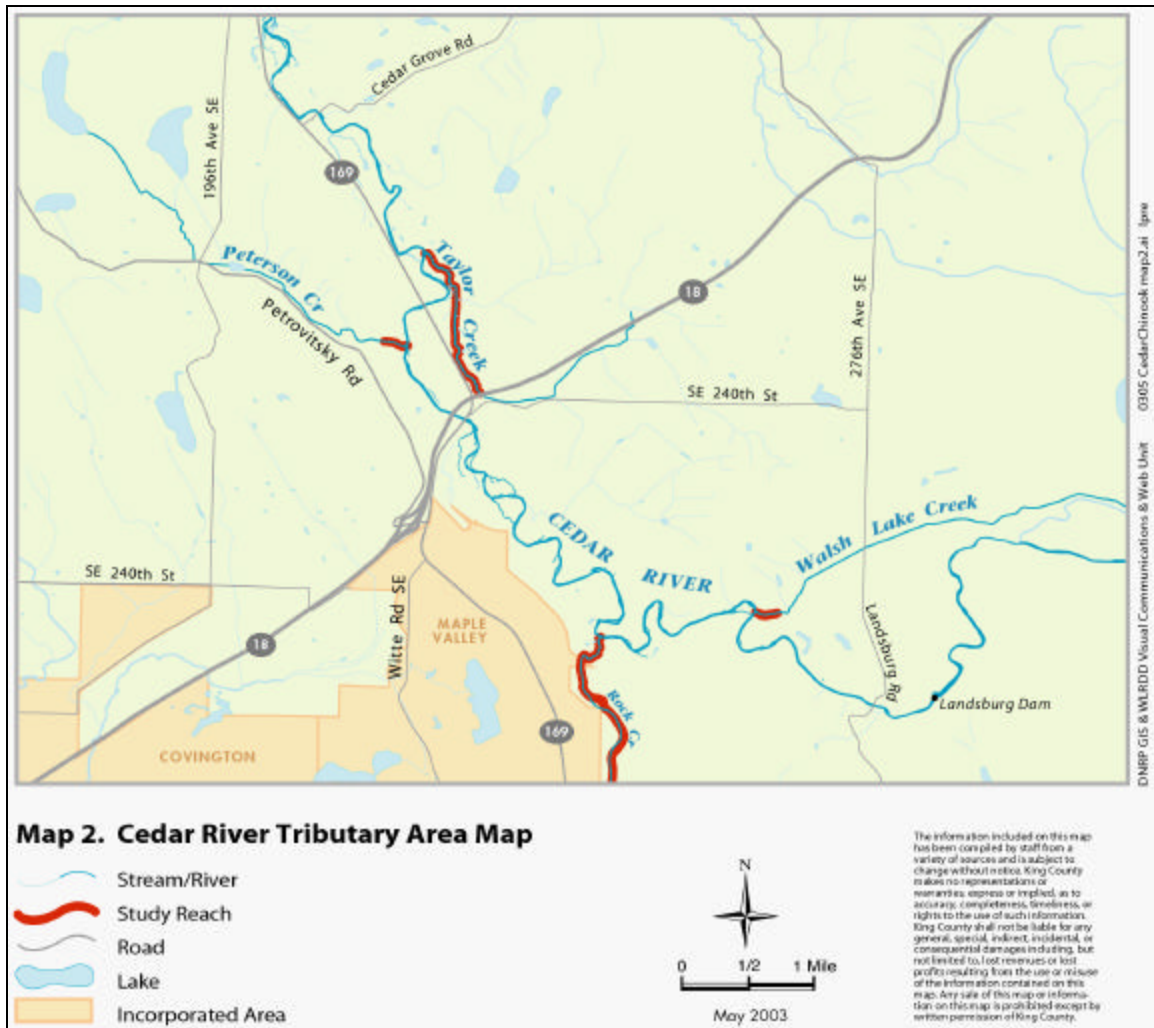 Cedar Grove Rd
196th Ave SE
169
Taylor
Creek
Peterson Cr
Petrovitsky Rd
18
276th Ave SE
SE 240th St
CEDAR
RIVER
Walsh Lake Creek
SE 240th St
Witte Rd SE
MAPLE
VALLEY
18
Landsburg Rd
Rock C
Landsburg Dam
169
COVINGTON
0305 CedarChinook map2.ai lpre
DNRP GIS & WLRDD Visual Communications & Web Unit
Map 2. Cedar River Tributary Area Map
Stream/River
Study Reach
Road
Lake
Incorporated Area
N
0 1/2 1 Mile
May 2003
The information included on this map
has been compiled by staff from a
variety of sources and is subject to
change without notice. King County
makes no representations or
warranties, express or implied, as to
accuracy, completeness, timeliness, or
rights to the use of such information.
King County shall not be liable for any
general, special, indirect, incidental, or
consequential damages including, but
not limited to, lost revenues or lost
profits resulting from the use or misuse
of the information contained on this
map. Any sale of this map or informa-
tion on this map is prohibited except by
written permission of King County.